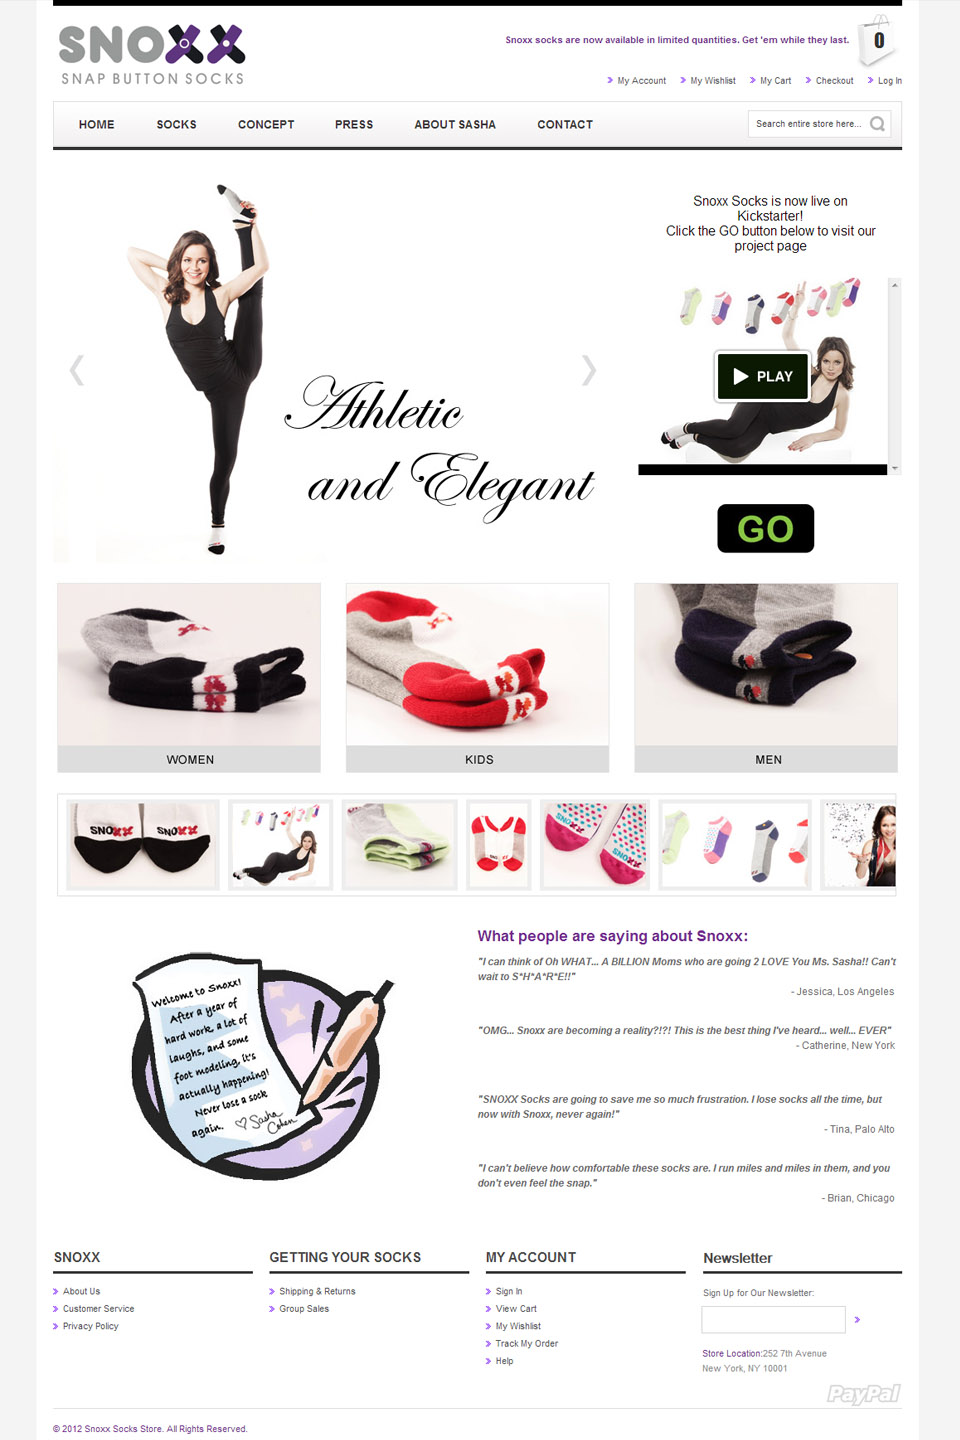 SNOXX
SNAP BUTTON SOCKS
Snoxx socks are now available in limited quantities. Get 'em while they last.
0
My Account My Wishlist My Cart Checkout Log In
HOME SOCKS CONCEPT PRESS ABOUT SASHA CONTACT
Search entire store here...
Snoxx Socks is now live on
Kickstarter!
Click the GO button below to visit our
project page
PLAY
Athletic
and Elegant
GO
WOMEN
KIDS
MEN
SNOXX SNOXX
SNOXX
What people are saying about Snoxx:
"I can think of Oh WHAT... A BILLION Moms who are going 2 LOVE You Ms. Sasha!! Can't
wait to S*H*A*R*E!!"
- Jessica, Los Angeles
"OMG... Snoxx are becoming a reality?!?! This is the best thing I've heard... well... EVER"
- Catherine, New York
"SNOXX Socks are going to save me so much frustration. I lose socks all the time, but
now with Snoxx, never again!"
- Tina, Palo Alto
"I can't believe how comfortable these socks are. I run miles and miles in them, and you
don't even feel the snap."
- Brian, Chicago
Welcome to Snoxx!
After a year of
hard work, a lot of
laughs, and some
foot modeling, it's
actually happening!
Never lose a sock
again.
Sasha
Cohen
SNOXX
About Us
Customer Service
Privacy Policy
GETTING YOUR SOCKS
Shipping & Returns
Group Sales
MY ACCOUNT
Sign In
View Cart
My Wishlist
Track My Order
Help
Newsletter
Sign Up for Our Newsletter:
Store Location:252 7th Avenue
New York, NY 10001
PayPal
© 2012 Snoxx Socks Store. All Rights Reserved.